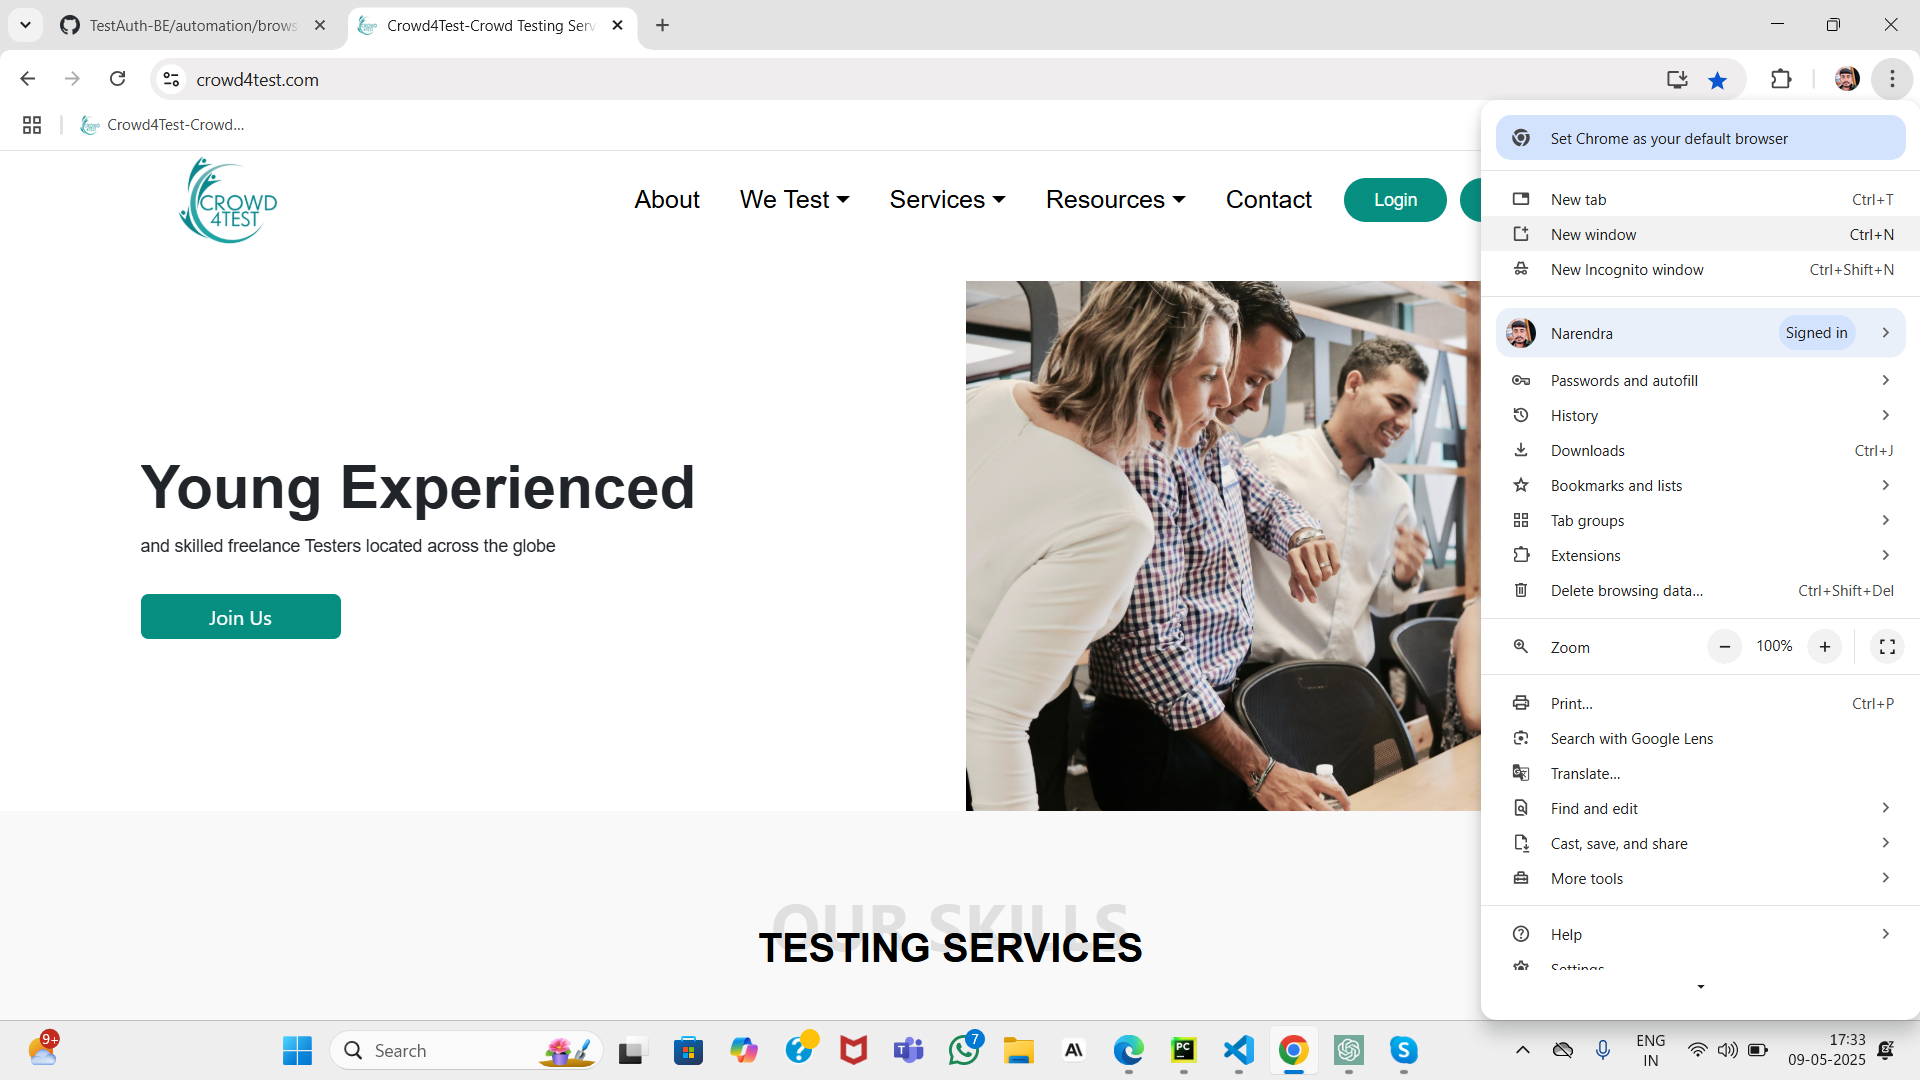 TestAuth-BE/automation/brows
Crowd4Test-Crowd Testing Serv
crowd4test.com
Crowd4Test-Crowd...
CROWD
4TEST
About
We Test
Services
Resources
Contact
Login
Young Experienced
and skilled freelance Testers located across the globe
Join Us
OUR SKILLS
TESTING SERVICES
Set Chrome as your default browser
New tab Ctrl+T
New window Ctrl+N
New Incognito window Ctrl+Shift+N
Narendra Signed in
Passwords and autofill
History
Downloads Ctrl+J
Bookmarks and lists
Tab groups
Extensions
Delete browsing data... Ctrl+Shift+Del
Zoom 100%
Print... Ctrl+P
Search with Google Lens
Translate...
Find and edit
Cast, save, and share
More tools
Help
Settings
9+
Search
7
ENG
IN
17:33
09-05-2025